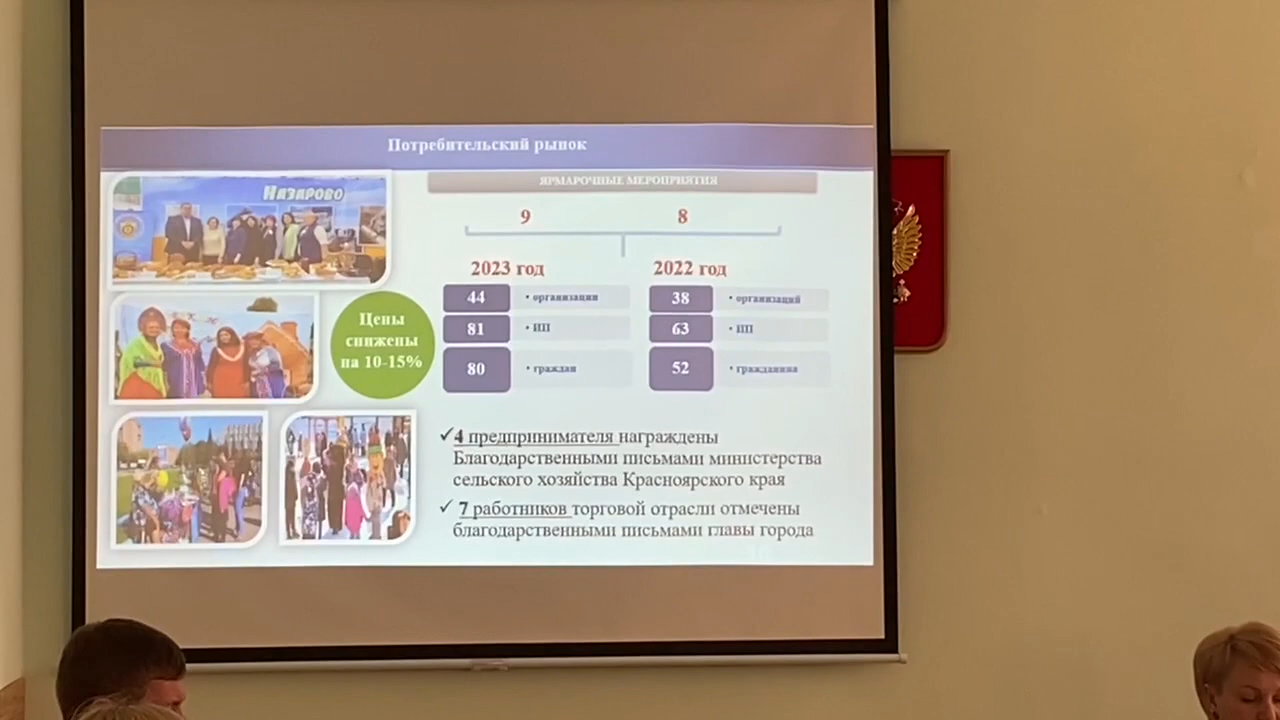 Потребительский рынок
Назарово
ЯРМАРОЧНЫЕ МЕРОПРИЯТИЯ
9
8
2023 год
2022 год
44
• организации
38
• организаций
81
• ИП
63
• ИП
80
• граждан
52
• гражданина
Цены
снижены
на 10-15%
✓4 предпринимателя награждены
Благодарственными письмами министерства
сельского хозяйства Красноярского края
✓ 7 работников торговой отрасли отмечены
благодарственными письмами главы города